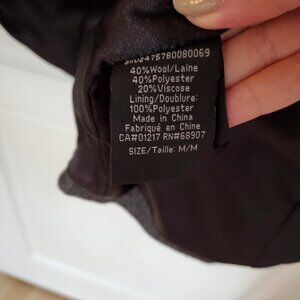 SKU2475780080069
40%Wool/Laine
40%Polyester
20%Viscose
Lining/Doublure:
100%Polyester
Made in China
Fabriqué en Chine
CA#01217 RN#68907
SIZE/Taille: M/M